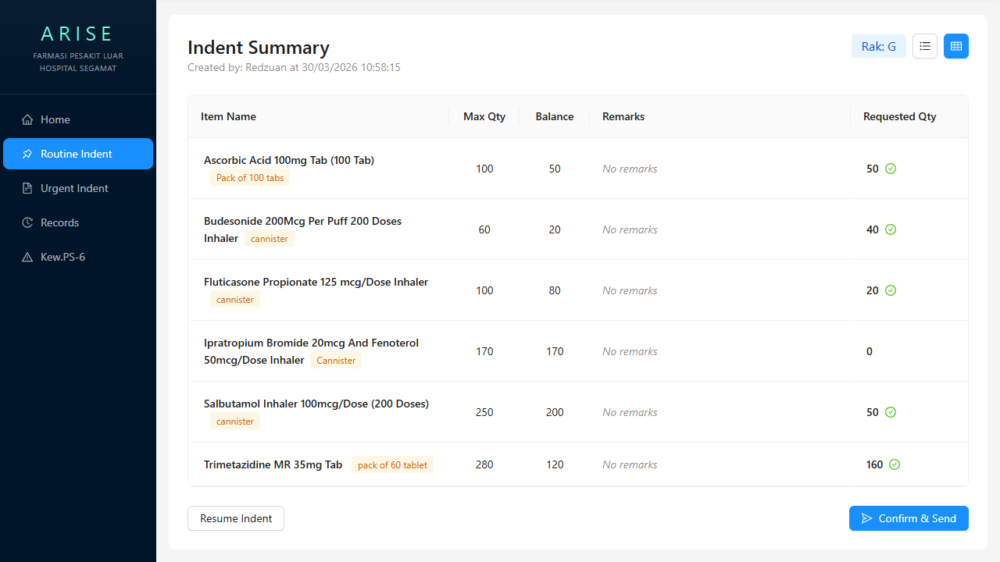 ARISE
FARMASI PESAKIT LUAR
HOSPITAL SEGAMAT
Home
Routine Indent
Urgent Indent
Records
Kew.PS-6
Indent Summary
Created by: Redzuan at 30/03/2026 10:58:15
Rak: G
Item Name Max Qty Balance Remarks Requested Qty
Ascorbic Acid 100mg Tab (100 Tab)
Pack of 100 tabs
100 50 No remarks 50
Budesonide 200Mcg Per Puff 200 Doses
Inhaler cannister
60 20 No remarks 40
Fluticasone Propionate 125 mcg/Dose Inhaler
cannister
100 80 No remarks 20
Ipratropium Bromide 20mcg And Fenoterol
50mcg/Dose Inhaler Cannister
170 170 No remarks 0
Salbutamol Inhaler 100mcg/Dose (200 Doses)
cannister
250 200 No remarks 50
Trimetazidine MR 35mg Tab pack of 60 tablet 280 120 No remarks 160
Resume Indent
Confirm & Send